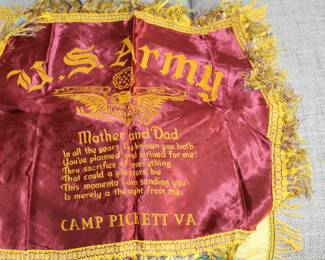 U.S. Army
Mother and Dad
In all the years I've known you both
You've planned and strived for me!
Thru sacrifice of everything
That could a pleasure be
This momento I am sending you
Is merely a thought from me.
CAMP PICKETT VA